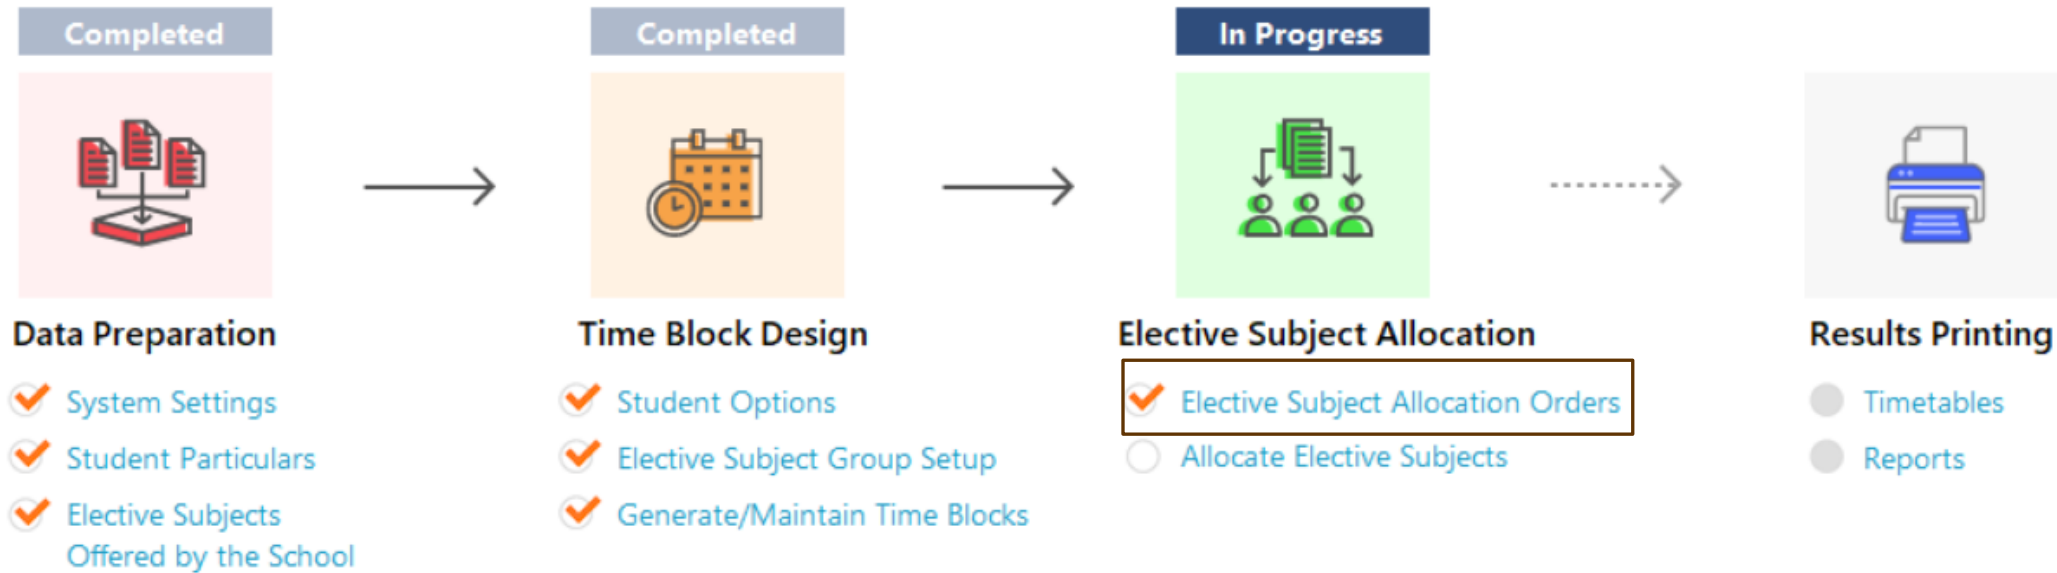 Completed
Completed
In Progress
Data Preparation
System Settings
Student Particulars
Elective Subjects
Offered by the School
Time Block Design
Student Options
Elective Subject Group Setup
Generate/Maintain Time Blocks
Elective Subject Allocation
Elective Subject Allocation Orders
Allocate Elective Subjects
Results Printing
Timetables
Reports